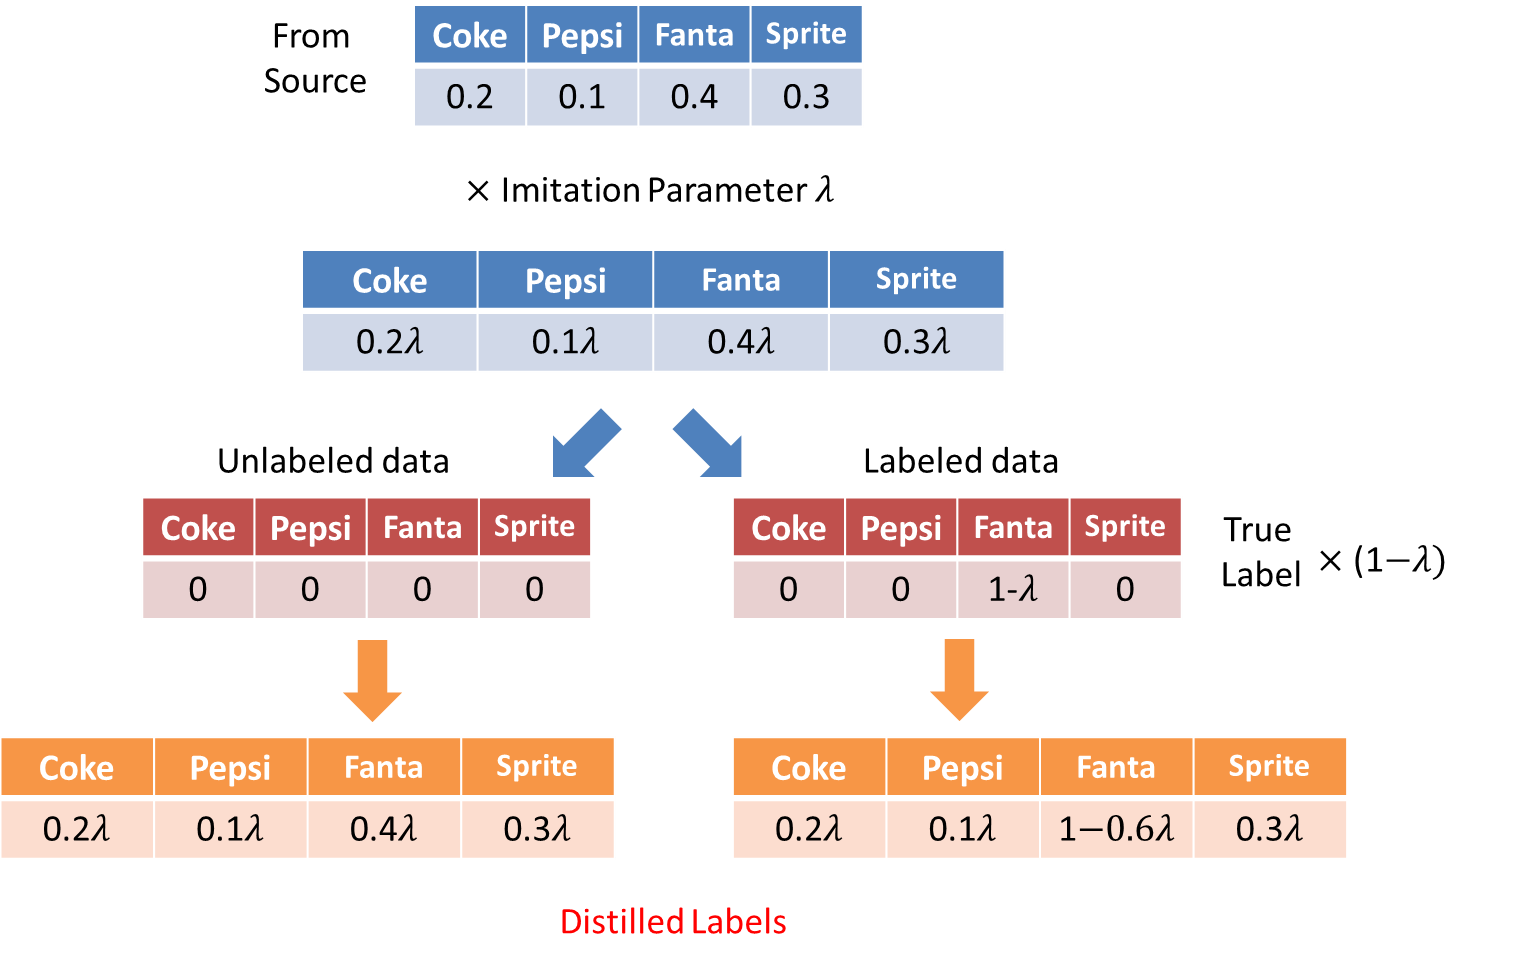 From
Source
Coke Pepsi Fanta Sprite
0.2 0.1 0.4 0.3
× Imitation Parameter λ
Coke Pepsi Fanta Sprite
0.2λ 0.1λ 0.4λ 0.3λ
Unlabeled data
Labeled data
Coke Pepsi Fanta Sprite
0 0 0 0
Coke Pepsi Fanta Sprite
0 0 1-λ 0
True
Label × (1−λ)
Coke Pepsi Fanta Sprite
0.2λ 0.1λ 0.4λ 0.3λ
Coke Pepsi Fanta Sprite
0.2λ 0.1λ 1−0.6λ 0.3λ
Distilled Labels